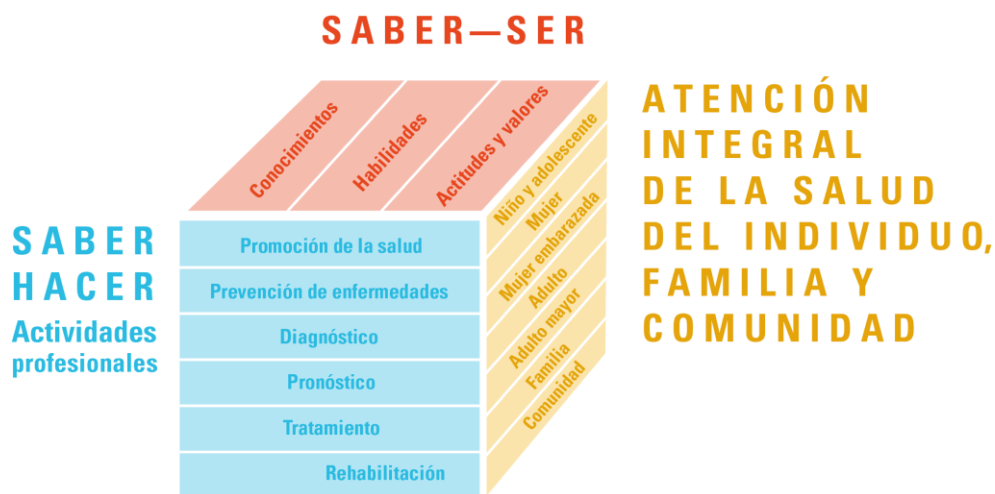 SABER—SER
Conocimientos
Habilidades
Actitudes y valores
SABER
HACER
Actividades
profesionales
Promoción de la salud
Prevención de enfermedades
Diagnóstico
Pronóstico
Tratamiento
Rehabilitación
Niño y adolescente
Mujer
Mujer embarazada
Adulto
Adulto mayor
Familia
Comunidad
ATENCIÓN
INTEGRAL
DE LA SALUD
DEL INDIVIDUO,
FAMILIA Y
COMUNIDAD